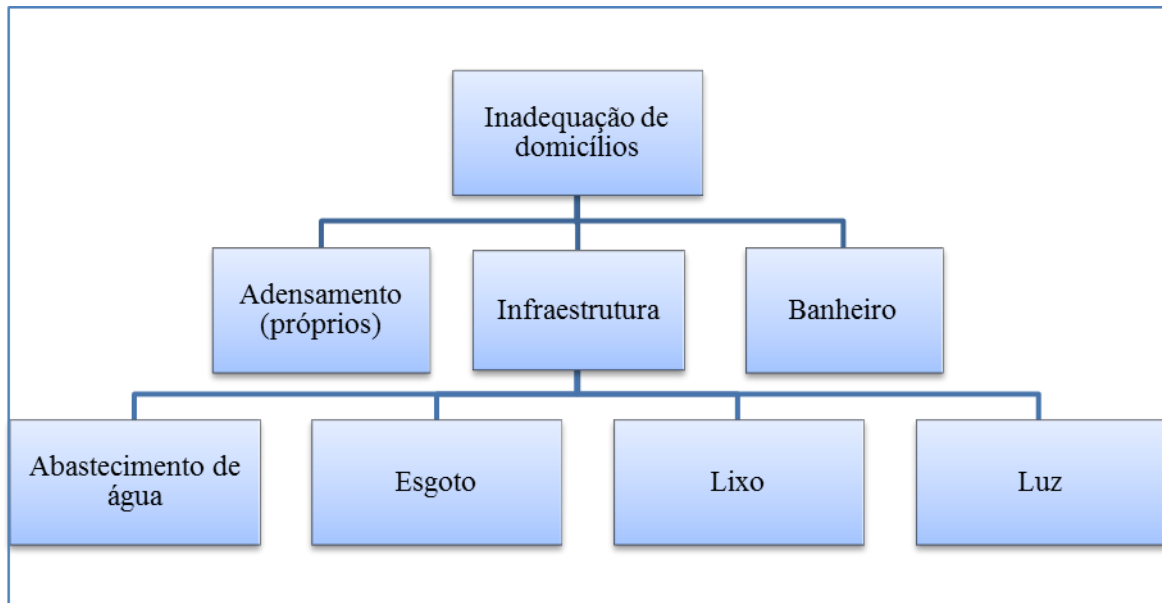 Inadequação de
domicílios
Adensamento
(próprios)
Infraestrutura
Banheiro
Abastecimento de
água
Esgoto
Lixo
Luz